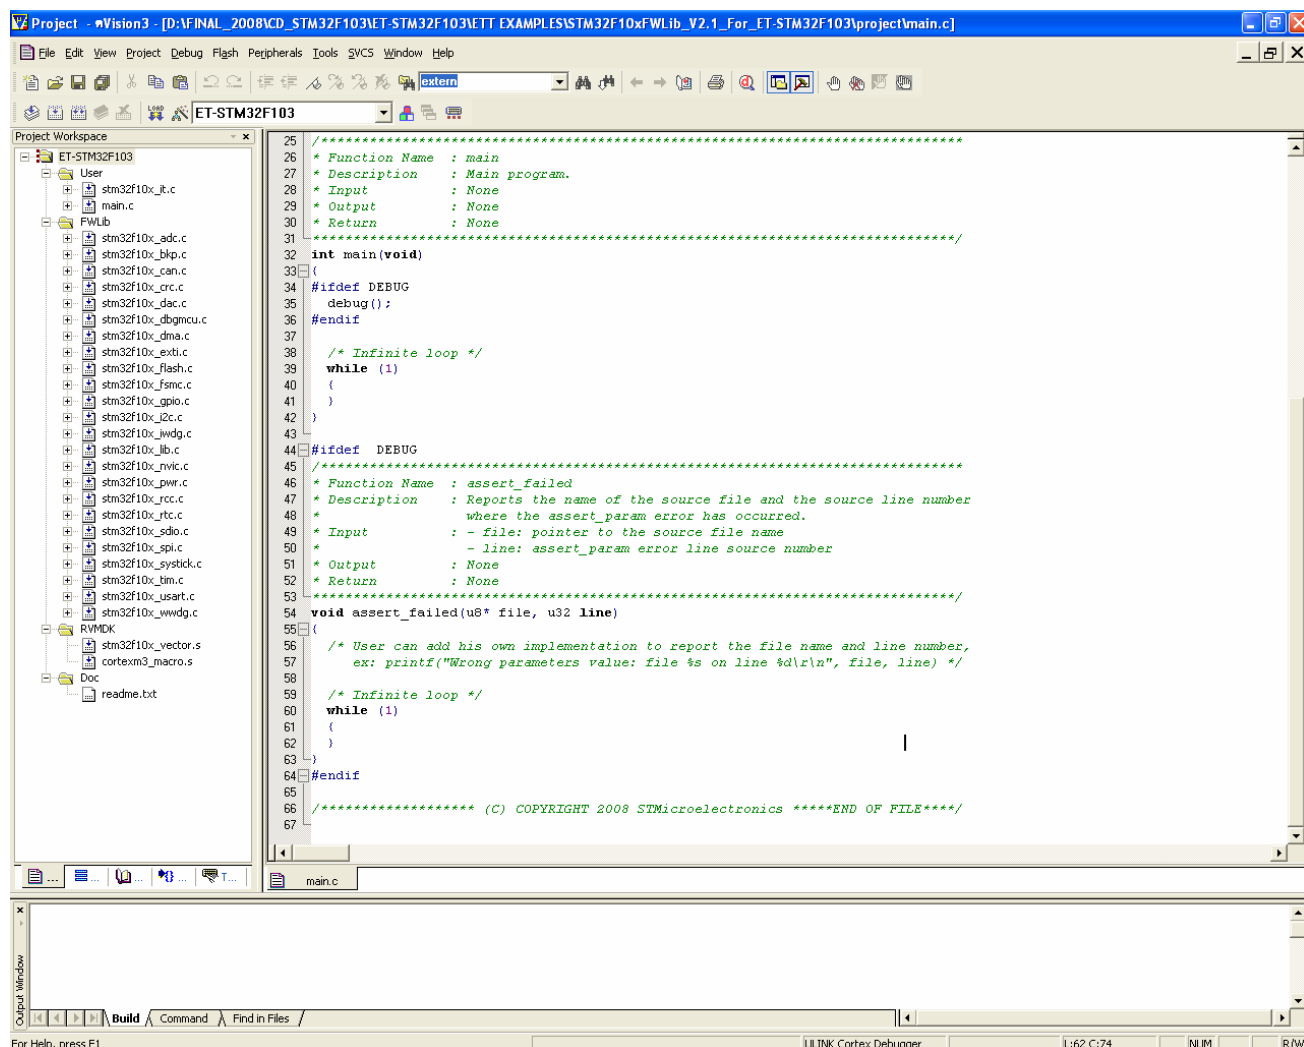 Project - µVision3 - [D:\FINAL_2008\CD_STM32F103\ET-STM32F103\ETT EXAMPLES\STM32F10xFWLib_V2.1_For_ET-STM32F103\project\main.c]
File Edit View Project Debug Flash Peripherals Tools SVCS Window Help
extern
LOAD
ET-STM32F103
Project Workspace
ET-STM32F103
User
stm32f10x_it.c
main.c
FWLib
stm32f10x_adc.c
stm32f10x_bkp.c
stm32f10x_can.c
stm32f10x_crc.c
stm32f10x_dac.c
stm32f10x_dbgmcu.c
stm32f10x_dma.c
stm32f10x_exti.c
stm32f10x_flash.c
stm32f10x_fsmc.c
stm32f10x_gpio.c
stm32f10x_i2c.c
stm32f10x_iwdg.c
stm32f10x_lib.c
stm32f10x_nvic.c
stm32f10x_pwr.c
stm32f10x_rcc.c
stm32f10x_rtc.c
stm32f10x_sdio.c
stm32f10x_spi.c
stm32f10x_systick.c
stm32f10x_tim.c
stm32f10x_usart.c
stm32f10x_wwdg.c
RVMDK
stm32f10x_vector.s
cortexm3_macro.s
Doc
readme.txt
... ... ... {} ... T...
25 /*******************************************************************************
26 * Function Name  : main
27 * Description    : Main program.
28 * Input          : None
29 * Output         : None
30 * Return         : None
31 *******************************************************************************/
32 int main(void)
33 {
34 #ifdef DEBUG
35   debug();
36 #endif
37
38   /* Infinite loop */
39   while (1)
40   {
41   }
42 }
43
44 #ifdef  DEBUG
45 /*******************************************************************************
46 * Function Name  : assert_failed
47 * Description    : Reports the name of the source file and the source line number
48 *                  where the assert_param error has occurred.
49 * Input          : - file: pointer to the source file name
50 *                  - line: assert_param error line source number
51 * Output         : None
52 * Return         : None
53 *******************************************************************************/
54 void assert_failed(u8* file, u32 line)
55 {
56   /* User can add his own implementation to report the file name and line number,
57      ex: printf("Wrong parameters value: file %s on line %d\r\n", file, line) */
58
59   /* Infinite loop */
60   while (1)
61   {
62   }
63 }
64 #endif
65
66 /******************* (C) COPYRIGHT 2008 STMicroelectronics *****END OF FILE****/
67
main.c
Output Window
Build Command Find in Files
For Help, press F1 ULINK Cortex Debugger L:62 C:74 NUM R/W